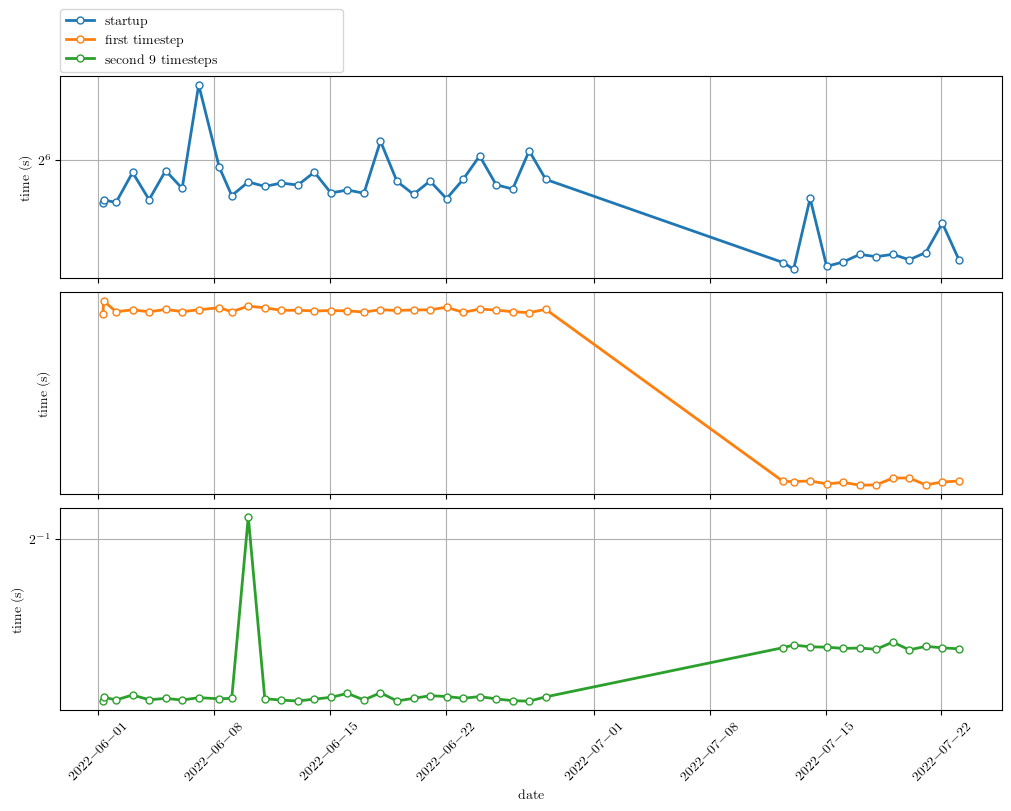 startup
first timestep
second 9 timesteps
time (s)
2^6
time (s)
time (s)
2^−1
2022−06−01
2022−06−08
2022−06−15
2022−06−22
2022−07−01
2022−07−08
2022−07−15
2022−07−22
date